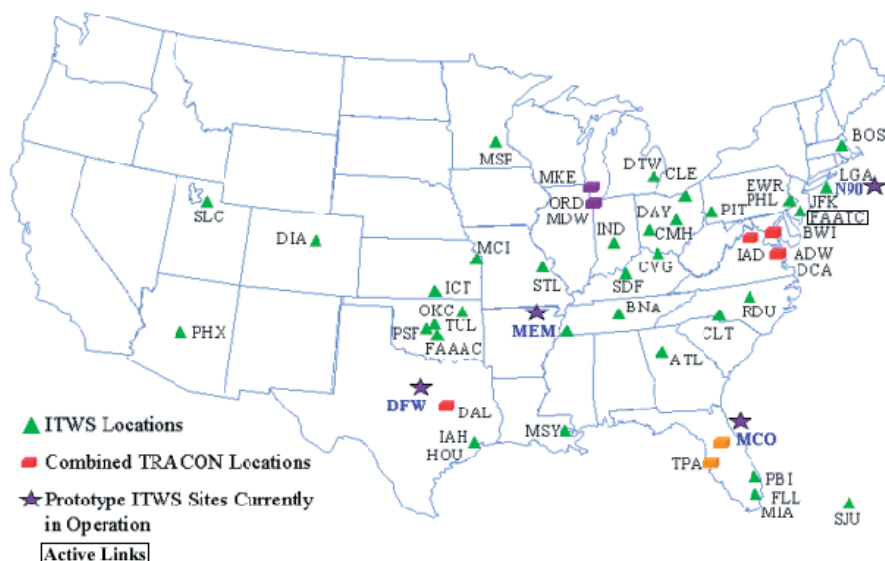 BOS
MSP
DTW
CLE
MKE
LGA
N90
EWR
PHL
JFK
FAATC
ORD
MDW
DAY
PIT
SLC
IND
CMH
BWI
DIA
MCI
IAD
ADW
CVG
DCA
STL
SDF
ICT
BNA
RDU
OKC
TUL
PSF
MEM
CLT
PHX
FAAAC
ATL
DFW
DAL
ITWS Locations
IAH
MSY
MCO
HOU
Combined TRACON Locations
TPA
PBI
Prototype ITWS Sites Currently
FLL
in Operation
MIA
SJU
Active Links